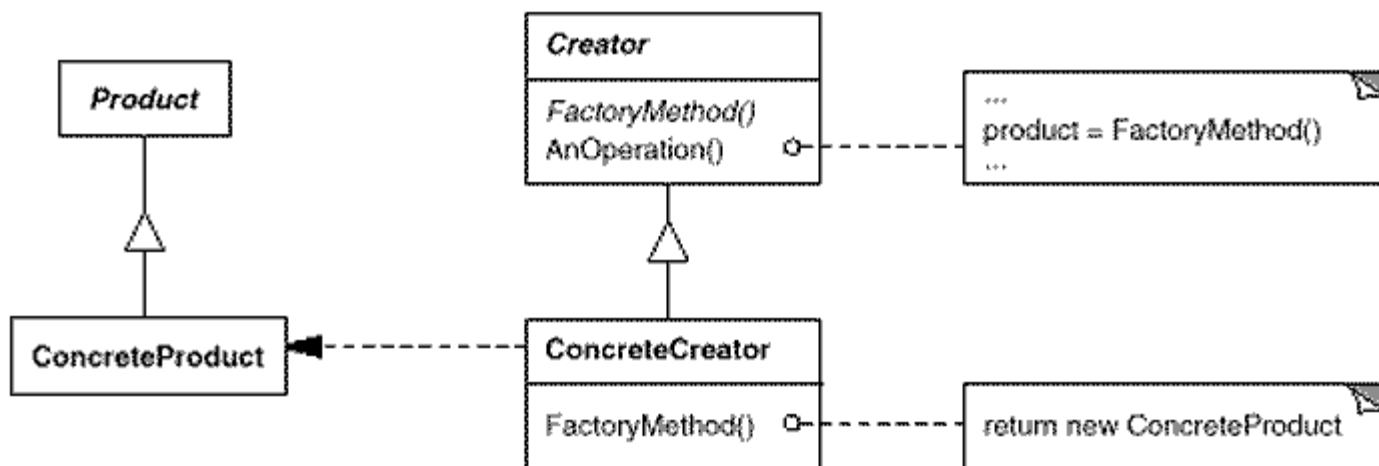 Product
ConcreteProduct
Creator
FactoryMethod()
AnOperation()
...
product = FactoryMethod()
...
ConcreteCreator
FactoryMethod()
return new ConcreteProduct